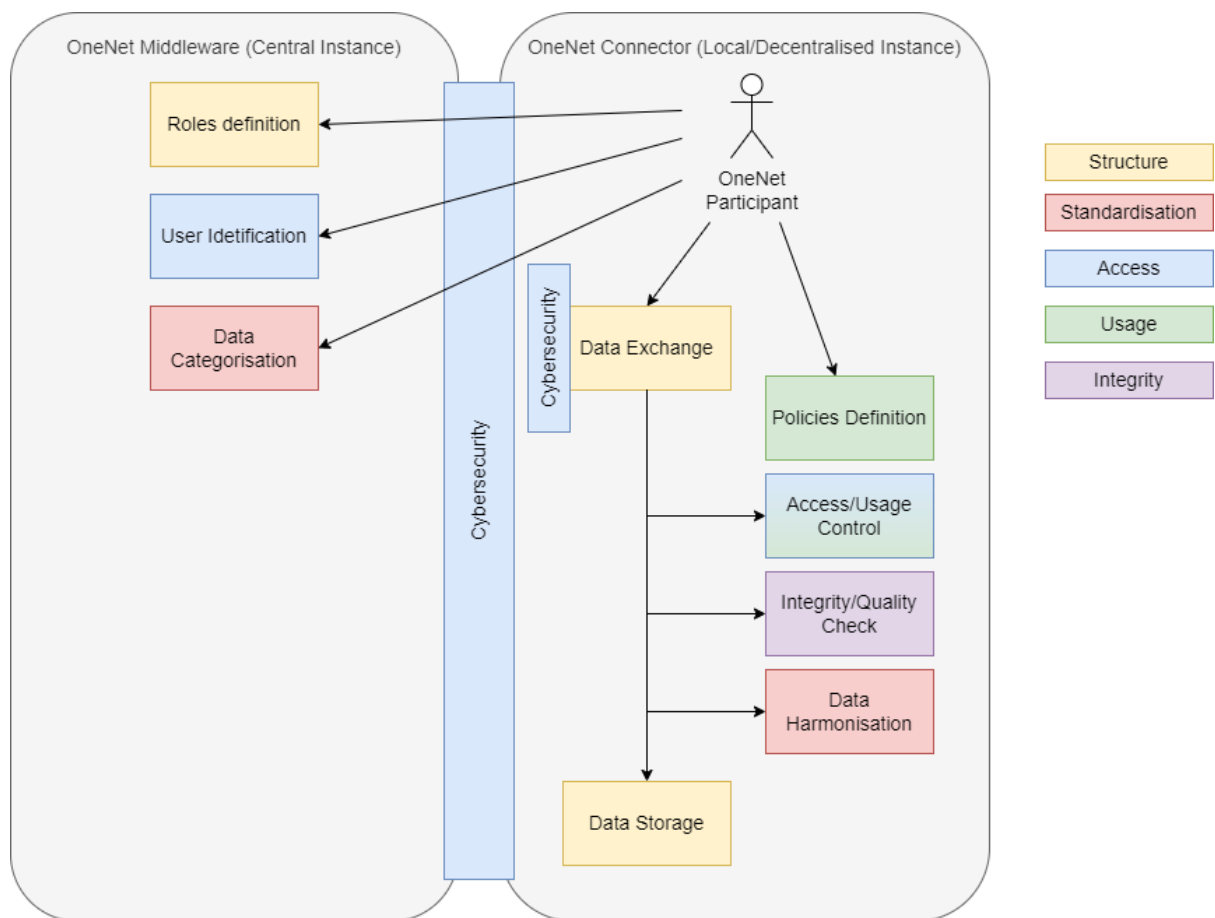 OneNet Middleware (Central Instance)
OneNet Connector (Local/Decentralised Instance)
Roles definition
User Idetification
Data
Categorisation
Cybersecurity
OneNet
Participant
Cybersecurity
Data Exchange
Policies Definition
Access/Usage
Control
Integrity/Quality
Check
Data
Harmonisation
Data Storage
Structure
Standardisation
Access
Usage
Integrity